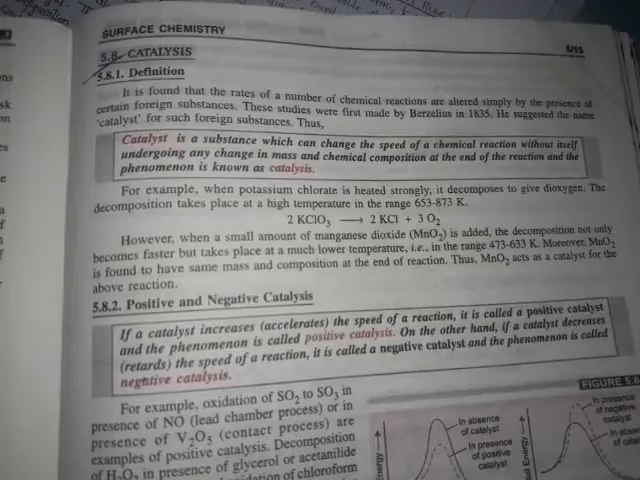 SURFACE CHEMISTRY
5/15
5.8. CATALYSIS
5.8.1. Definition
It is found that the rates of a number of chemical reactions are altered simply by the presence of
certain foreign substances. These studies were first made by Berzelius in 1835. He suggested the name
'catalyst' for such foreign substances. Thus,
Catalyst is a substance which can change the speed of a chemical reaction without itself
undergoing any change in mass and chemical composition at the end of the reaction and the
phenomenon is known as catalysis.
For example, when potassium chlorate is heated strongly, it decomposes to give dioxygen. The
decomposition takes place at a high temperature in the range 653-873 K.
2 KClO₃ ⟶ 2 KCl + 3 O₂
However, when a small amount of manganese dioxide (MnO₂) is added, the decomposition not only
becomes faster but takes place at a much lower temperature, i.e., in the range 473-633 K. Moreover, MnO₂
is found to have same mass and composition at the end of reaction. Thus, MnO₂ acts as a catalyst for the
above reaction.
5.8.2. Positive and Negative Catalysis
If a catalyst increases (accelerates) the speed of a reaction, it is called a positive catalyst
and the phenomenon is called positive catalysis. On the other hand, if a catalyst decreases
(retards) the speed of a reaction, it is called a negative catalyst and the phenomenon is called
negative catalysis.
For example, oxidation of SO₂ to SO₃ in
presence of NO (lead chamber process) or in
presence of V₂O₅ (contact process) are
examples of positive catalysis. Decomposition
of H₂O₂ in presence of glycerol or acetanilide
of chloroform
FIGURE 5.8
In absence
of catalyst
In presence
of positive
catalyst
In presence
of negative
catalyst
of